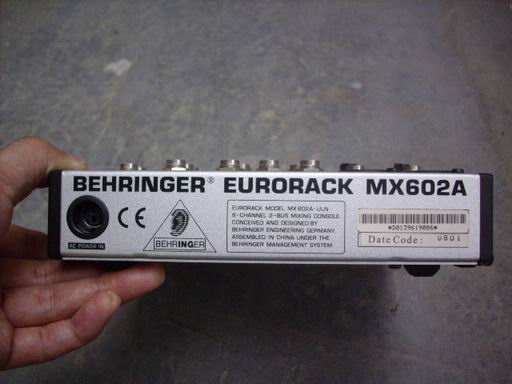 BEHRINGER® EURORACK MX602A
AC POWER IN
CE
BEHRINGER
EURORACK MODEL MX602A-ULN
6-CHANNEL 2-BUS MIXING CONSOLE
CONCEIVED AND DESIGNED BY
BEHRINGER ENGINEERING GERMANY
ASSEMBLED IN CHINA UNDER THE
BEHRINGER MANAGEMENT SYSTEM
*20139619086*
Date Code: 0801